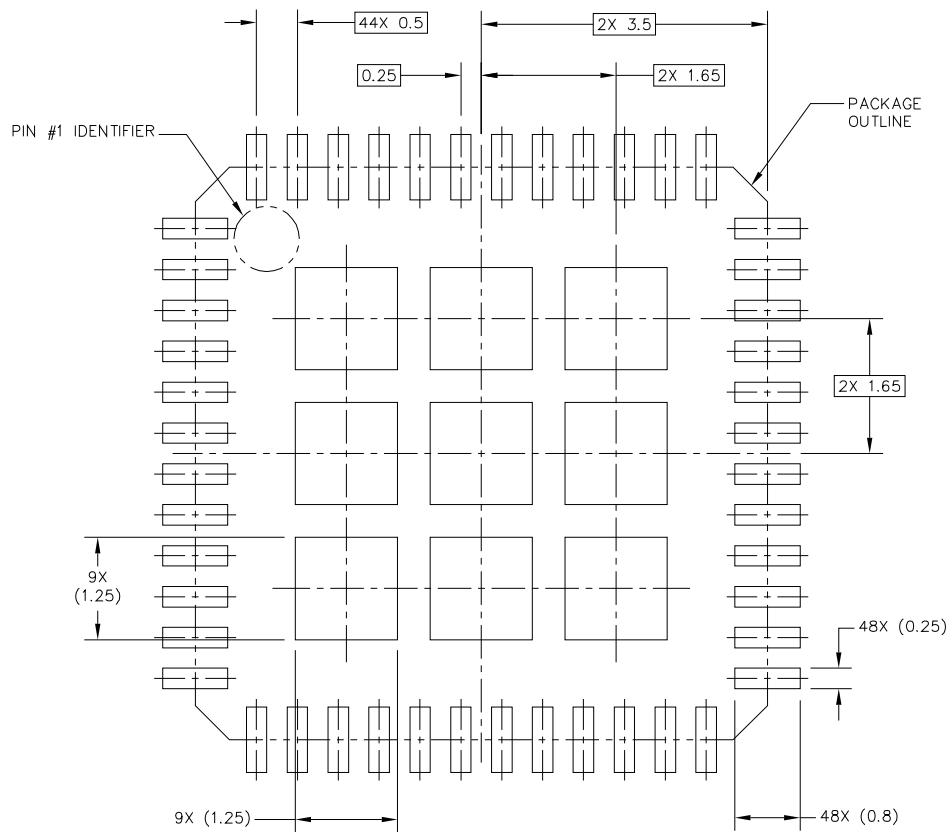 44X 0.5
2X 3.5
0.25
2X 1.65
PIN #1 IDENTIFIER
PACKAGE
OUTLINE
2X 1.65
9X
(1.25)
48X (0.25)
9X (1.25)
48X (0.8)